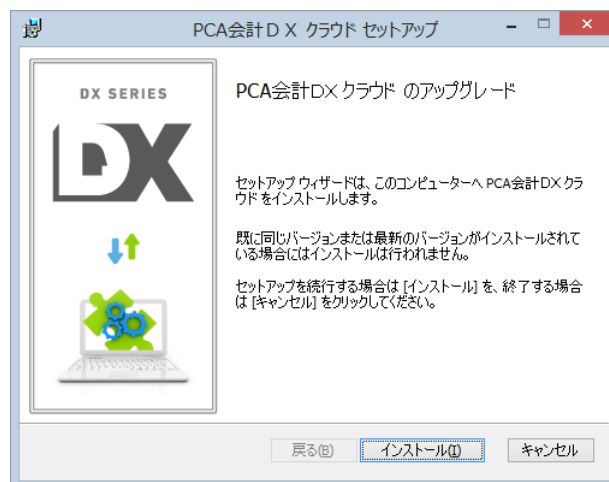 PCA会計ＤＸ クラウド セットアップ
DX SERIES
DX
PCA会計ＤＸクラウド のアップグレード
セットアップ ウィザードは、このコンピューターへ PCA会計ＤＸ クラ
ウド をインストールします。
既に同じバージョンまたは最新のバージョンがインストールされて
いる場合にはインストールは行われません。
セットアップを続行する場合は [インストール] を、終了する場合
は [キャンセル] をクリックしてください。
戻る(B)
インストール(I)
キャンセル